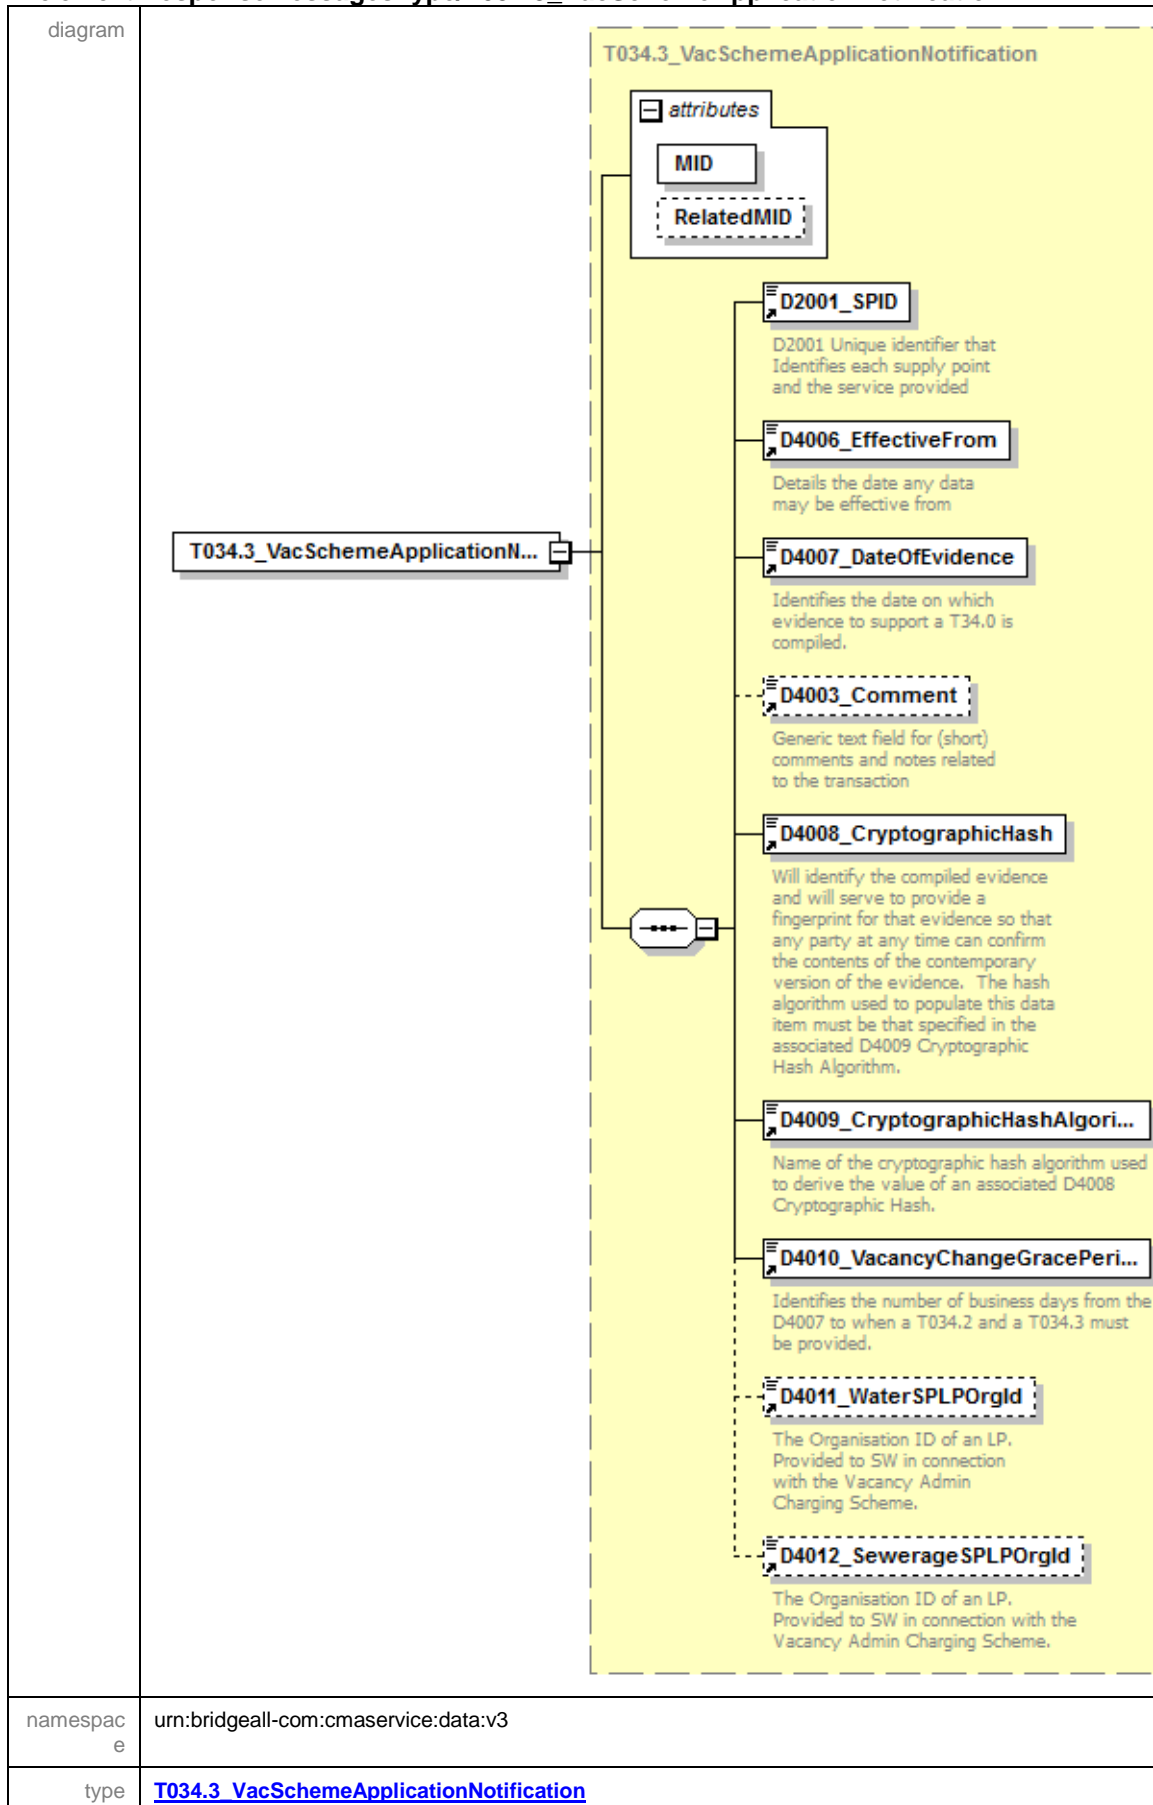 diagram
T034.3_VacSchemeApplicationNotification
attributes
MID
RelatedMID
D2001_SPID
D2001 Unique identifier that
Identifies each supply point
and the service provided
D4006_EffectiveFrom
Details the date any data
may be effective from
T034.3_VacSchemeApplicationN...
D4007_DateOfEvidence
Identifies the date on which
evidence to support a T34.0 is
compiled.
D4003_Comment
Generic text field for (short)
comments and notes related
to the transaction
D4008_CryptographicHash
Will identify the compiled evidence
and will serve to provide a
fingerprint for that evidence so that
any party at any time can confirm
the contents of the contemporary
version of the evidence. The hash
algorithm used to populate this data
item must be that specified in the
associated D4009 Cryptographic
Hash Algorithm.
D4009_CryptographicHashAlgori...
Name of the cryptographic hash algorithm used
to derive the value of an associated D4008
Cryptographic Hash.
D4010_VacancyChangeGracePeri...
Identifies the number of business days from the
D4007 to when a T034.2 and a T034.3 must
be provided.
D4011_WaterSPLPOrgId
The Organisation ID of an LP.
Provided to SW in connection
with the Vacancy Admin
Charging Scheme.
D4012_SewerageSPLPOrgId
The Organisation ID of an LP.
Provided to SW in connection with the
Vacancy Admin Charging Scheme.
namespac
e
urn:bridgeall-com:cmaservice:data:v3
type
T034.3_VacSchemeApplicationNotification